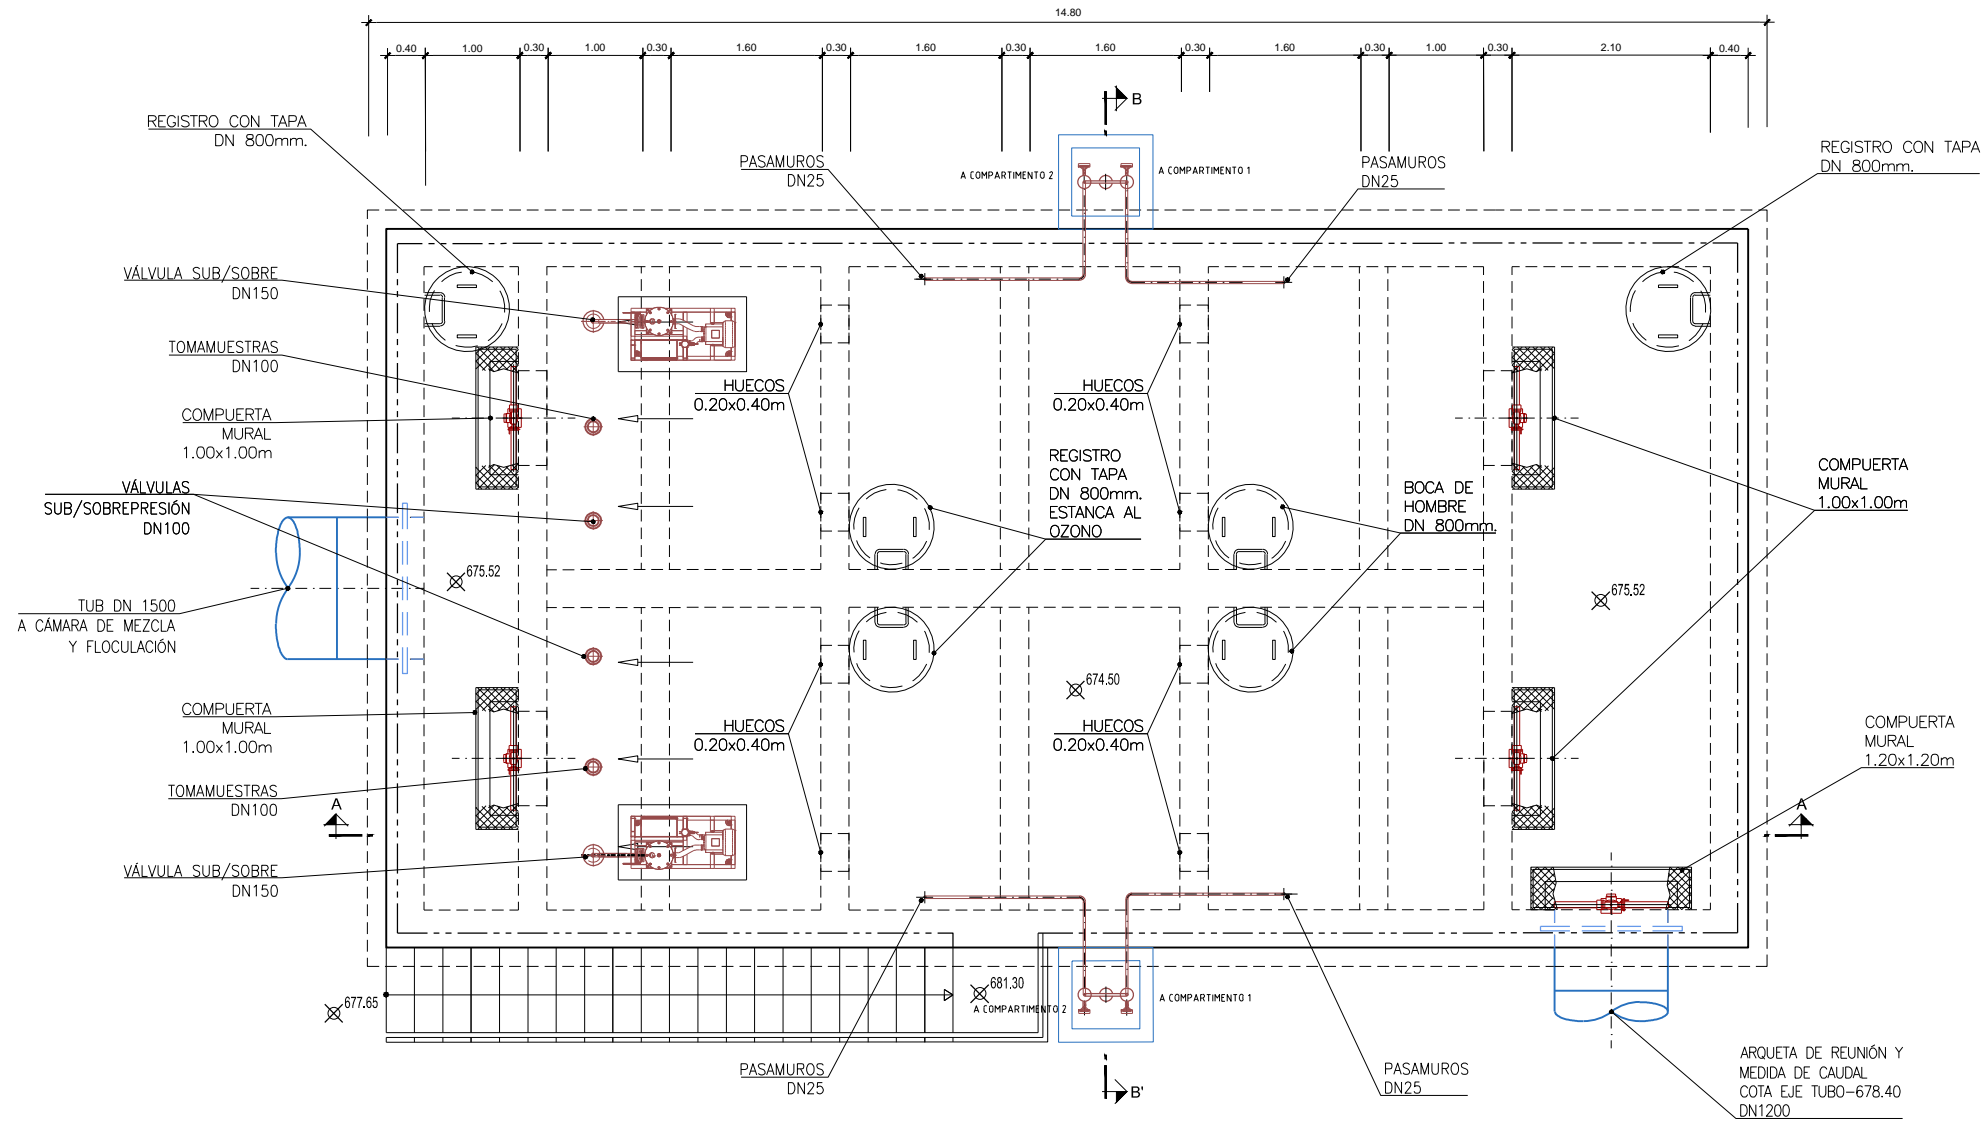 14.80
0.40 1.00 0.30 1.00 0.30 1.60 0.30 1.60 0.30 1.60 0.30 1.60 0.30 1.00 0.30 2.10 0.40
B
REGISTRO CON TAPA
DN 800mm.
PASAMUROS
DN25
A COMPARTIMENTO 2
A COMPARTIMENTO 1
PASAMUROS
DN25
REGISTRO CON TAPA
DN 800mm.
VÁLVULA SUB/SOBRE
DN150
TOMAMUESTRAS
DN100
COMPUERTA
MURAL
1.00x1.00m
VÁLVULAS
SUB/SOBREPRESIÓN
DN100
HUECOS
0.20x0.40m
HUECOS
0.20x0.40m
REGISTRO
CON TAPA
DN 800mm.
ESTANCA AL
OZONO
BOCA DE
HOMBRE
DN 800mm.
COMPUERTA
MURAL
1.00x1.00m
675.52
675.52
TUB DN 1500
A CÁMARA DE MEZCLA
Y FLOCULACIÓN
674.50
COMPUERTA
MURAL
1.00x1.00m
HUECOS
0.20x0.40m
HUECOS
0.20x0.40m
COMPUERTA
MURAL
1.20x1.20m
TOMAMUESTRAS
DN100
A
A
VÁLVULA SUB/SOBRE
DN150
677.65
681.30
A COMPARTIMENTO 2
A COMPARTIMENTO 1
PASAMUROS
DN25
B'
PASAMUROS
DN25
ARQUETA DE REUNIÓN Y
MEDIDA DE CAUDAL
COTA EJE TUBO-678.40
DN1200